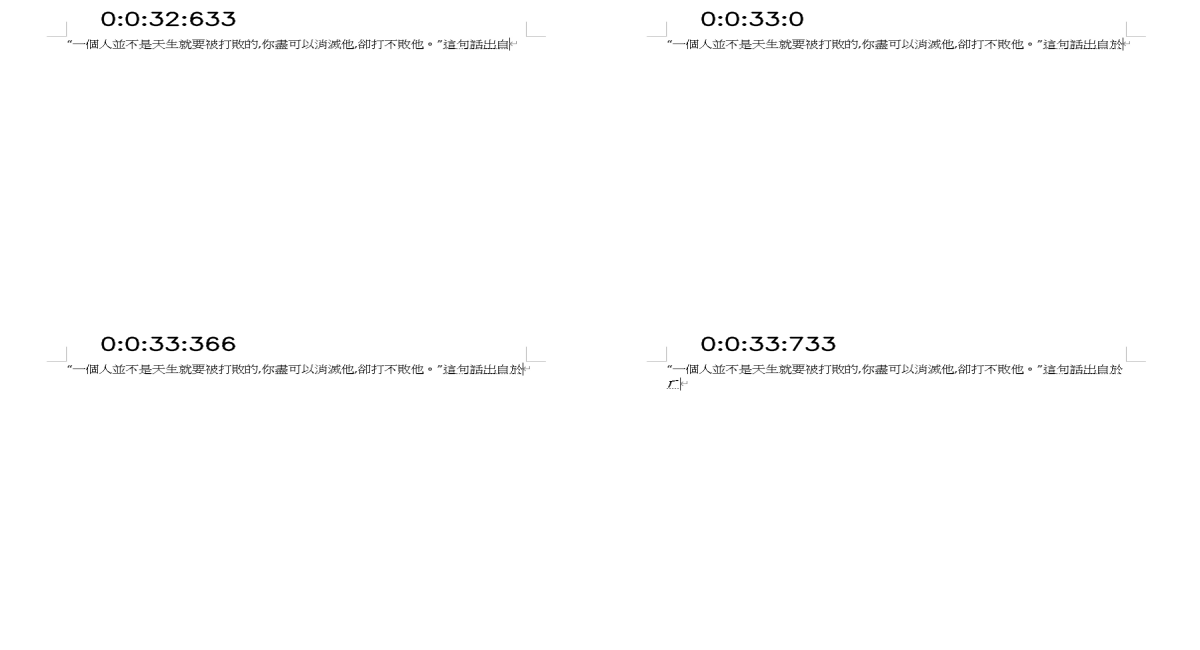 0:0:32:633
“一個人並不是天生就要被打敗的,你盡可以消滅他,卻打不敗他。”這句話出自
0:0:33:0
“一個人並不是天生就要被打敗的,你盡可以消滅他,卻打不敗他。”這句話出自於
0:0:33:366
“一個人並不是天生就要被打敗的,你盡可以消滅他,卻打不敗他。”這句話出自於
0:0:33:733
“一個人並不是天生就要被打敗的,你盡可以消滅他,卻打不敗他。”這句話出自於
ㄏ